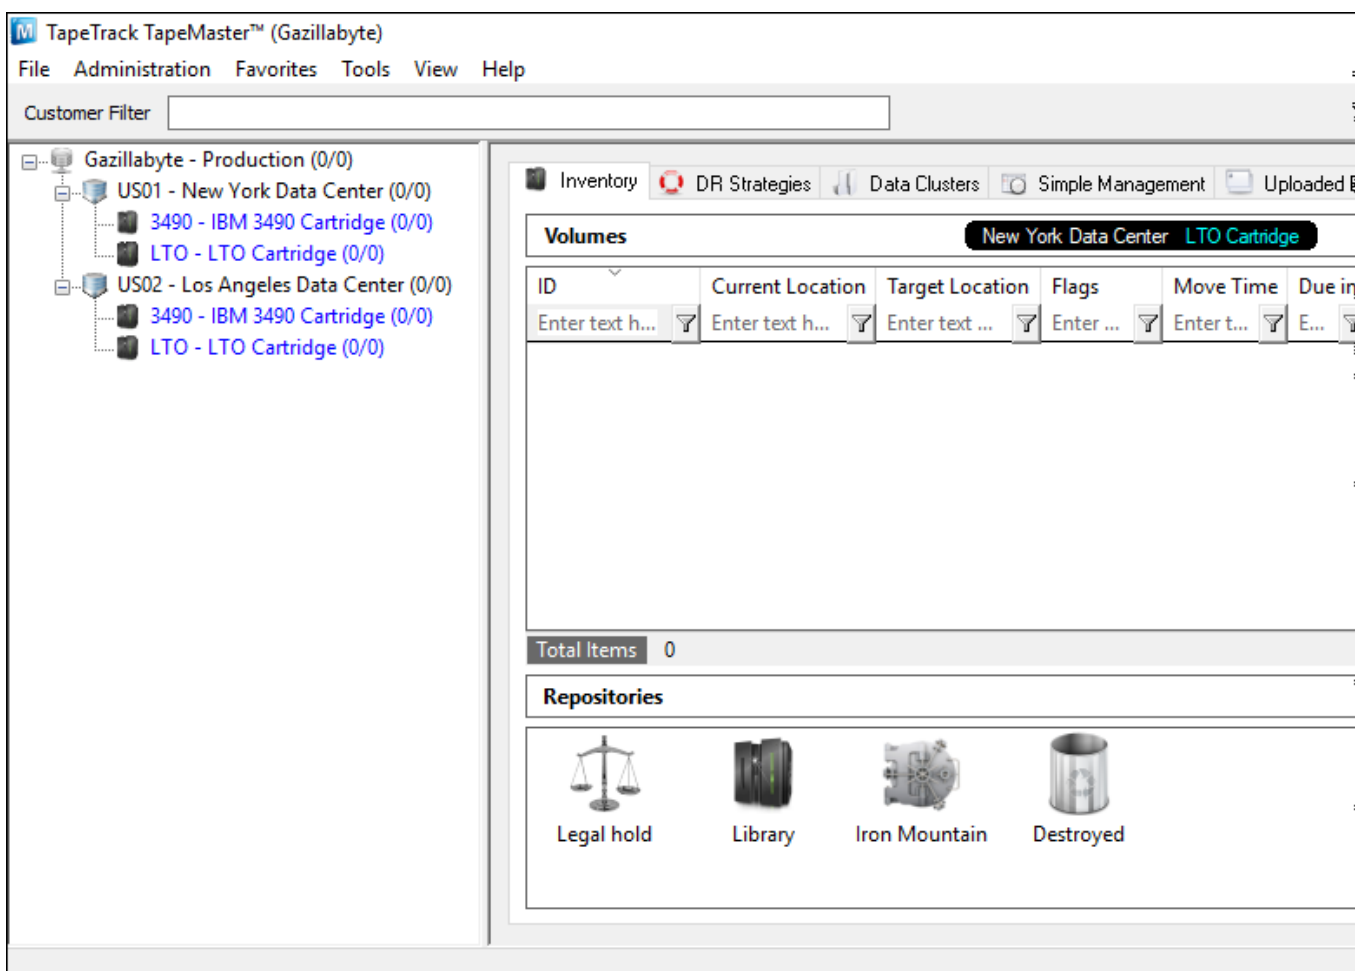 TapeTrack TapeMaster™ (Gazillabyte)
File Administration Favorites Tools View Help
Customer Filter
Gazillabyte - Production (0/0)
US01 - New York Data Center (0/0)
3490 - IBM 3490 Cartridge (0/0)
LTO - LTO Cartridge (0/0)
US02 - Los Angeles Data Center (0/0)
3490 - IBM 3490 Cartridge (0/0)
LTO - LTO Cartridge (0/0)
Inventory DR Strategies Data Clusters Simple Management Uploaded
Volumes New York Data Center LTO Cartridge
ID Current Location Target Location Flags Move Time Due in
Enter text h... Enter text h... Enter text ... Enter ... Enter t... E...
Total Items 0
Repositories
Legal hold Library Iron Mountain Destroyed